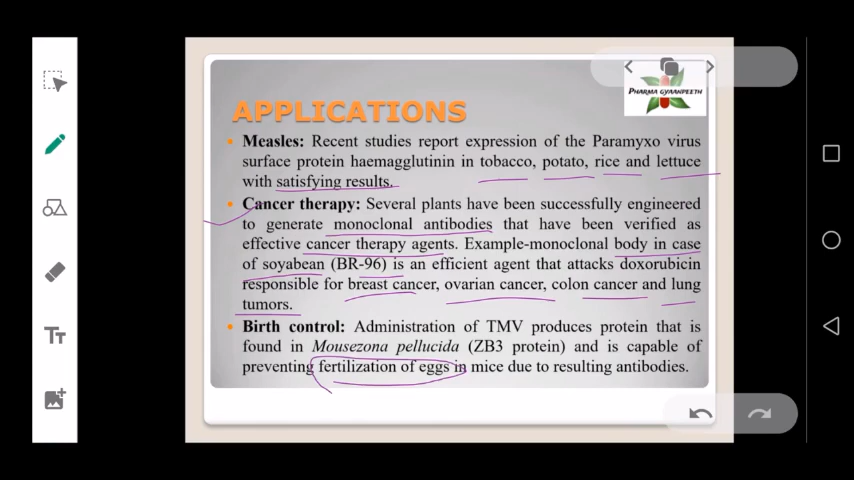 PHARMA GYAANPEETH
APPLICATIONS
Measles: Recent studies report expression of the Paramyxo virus
surface protein haemagglutinin in tobacco, potato, rice and lettuce
with satisfying results.
Cancer therapy: Several plants have been successfully engineered
to generate monoclonal antibodies that have been verified as
effective cancer therapy agents. Example-monoclonal body in case
of soyabean (BR-96) is an efficient agent that attacks doxorubicin
responsible for breast cancer, ovarian cancer, colon cancer and lung
tumors.
Birth control: Administration of TMV produces protein that is
found in Mousezona pellucida (ZB3 protein) and is capable of
preventing fertilization of eggs in mice due to resulting antibodies.
Tт